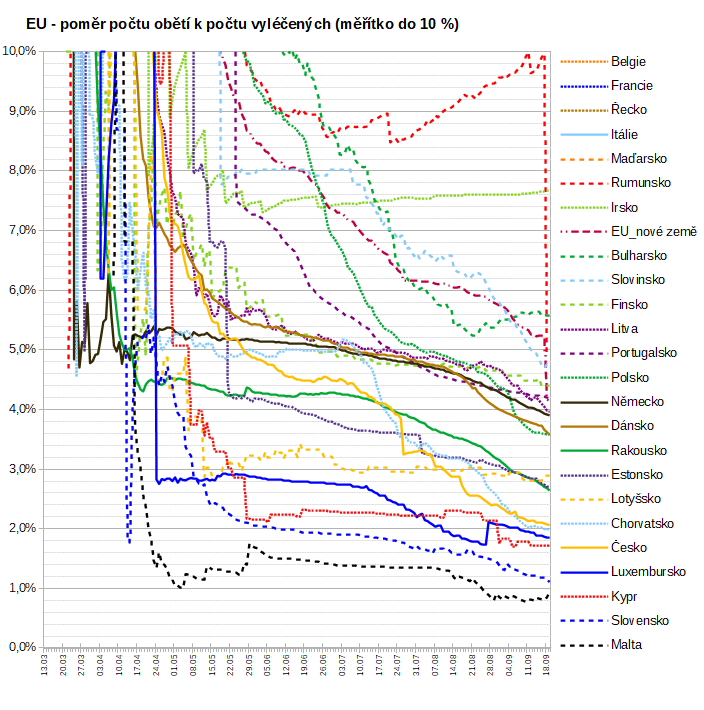 EU - poměr počtu obětí k počtu vyléčených (měřítko do 10 %)
10,0%
9,0%
8,0%
7,0%
6,0%
5,0%
4,0%
3,0%
2,0%
1,0%
0,0%
13.03 20.03 27.03 03.04 10.04 17.04 24.04 01.05 08.05 15.05 22.05 29.05 05.06 12.06 19.06 26.06 03.07 10.07 17.07 24.07 31.07 07.08 14.08 21.08 28.08 04.09 11.09 18.09
Belgie
Francie
Řecko
Itálie
Maďarsko
Rumunsko
Irsko
EU_nové země
Bulharsko
Slovinsko
Finsko
Litva
Portugalsko
Polsko
Německo
Dánsko
Rakousko
Estonsko
Lotyšsko
Chorvatsko
Česko
Luxembursko
Kypr
Slovensko
Malta